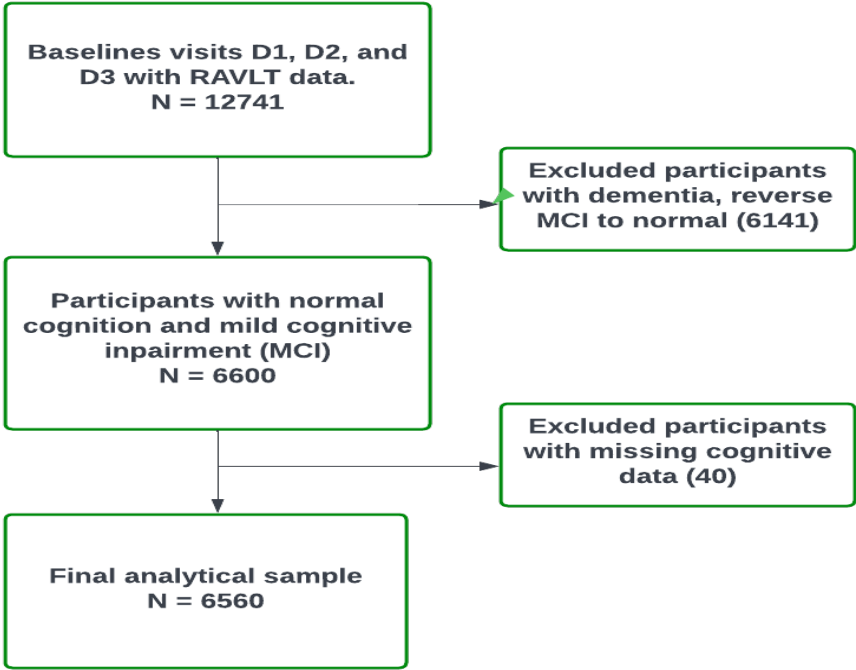 Baselines visits D1, D2, and
D3 with RAVLT data.
N = 12741
Excluded participants
with dementia, reverse
MCI to normal (6141)
Participants with normal
cognition and mild cognitive
inpairment (MCI)
N = 6600
Excluded participants
with missing cognitive
data (40)
Final analytical sample
N = 6560